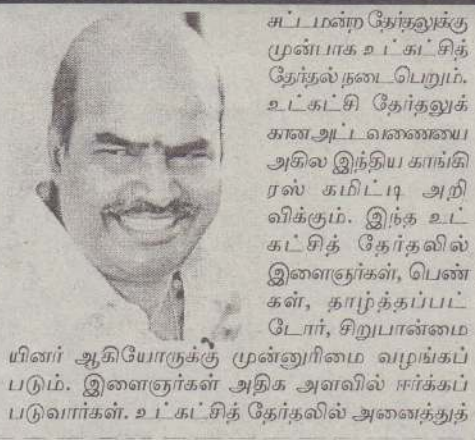 சட்டமன்ற தேர்தலுக்கு
முன்பாக உட்கட்சித்
தேர்தல் நடைபெறும்.
உட்கட்சி தேர்தலுக்
கான அட்டவணையை
அகில இந்திய காங்கி
ரஸ் கமிட்டி அறி
விக்கும். இந்த உட்
கட்சித் தேர்தலில்
இளைஞர்கள், பெண்
கள், தாழ்த்தப்பட்
டோர், சிறுபான்மை
யினர் ஆகியோருக்கு முன்னுரிமை வழங்கப்
படும். இளைஞர்கள் அதிக அளவில் ஈர்க்கப்
படுவார்கள். உட்கட்சித் தேர்தலில் அனைத்துத்